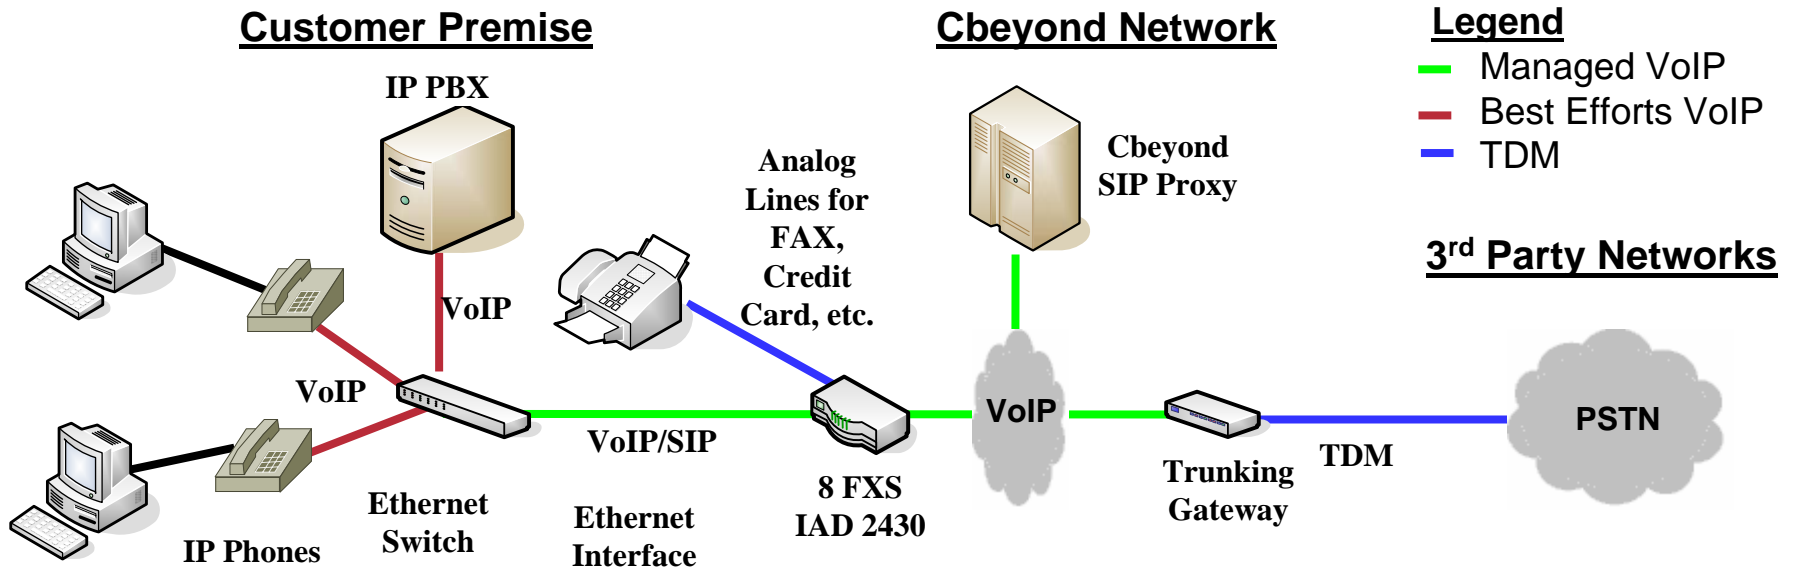 Customer Premise
Cbeyond Network
Legend
Managed VoIP
Best Efforts VoIP
TDM
IP PBX
Analog
Lines for
FAX,
Credit
Card, etc.
Cbeyond
SIP Proxy
3rd Party Networks
VoIP
VoIP
VoIP/SIP
VoIP
TDM
PSTN
Ethernet
Switch
IP Phones
Ethernet
Interface
8 FXS
IAD 2430
Trunking
Gateway